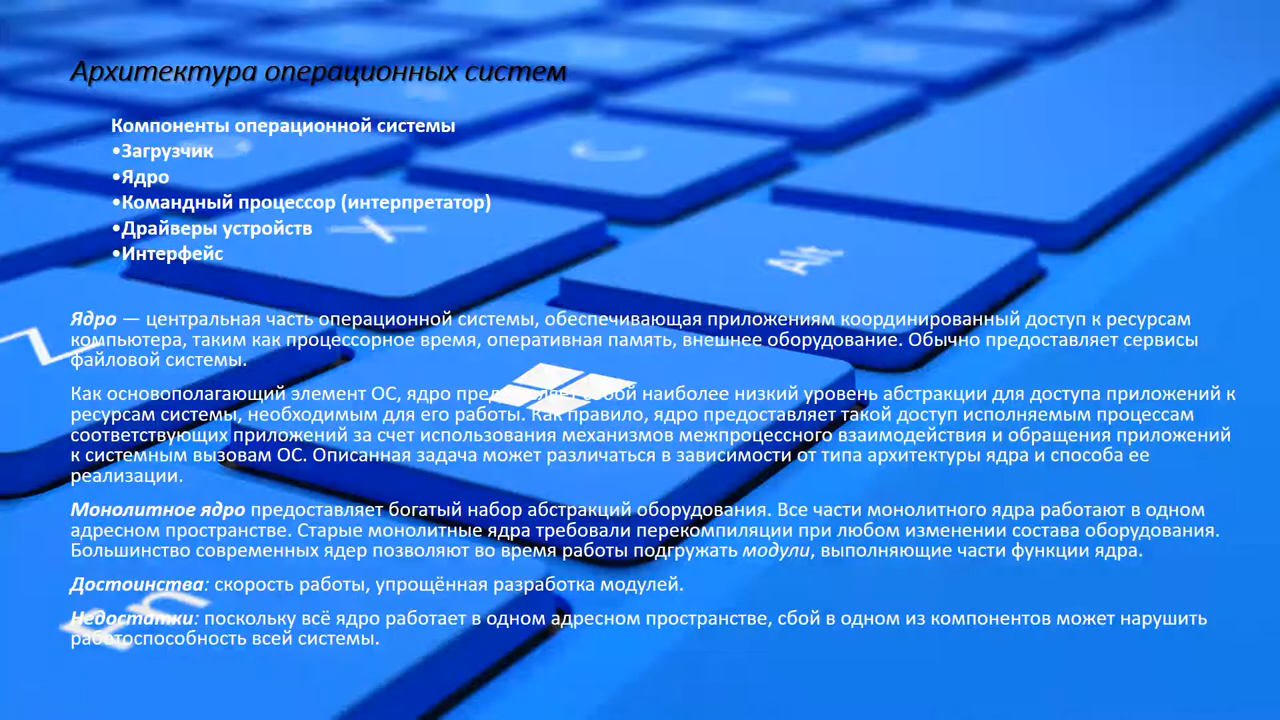 Архитектура операционных систем
Компоненты операционной системы
•Загрузчик
•Ядро
•Командный процессор (интерпретатор)
•Драйверы устройств
•Интерфейс
Ядро — центральная часть операционной системы, обеспечивающая приложениям координированный доступ к ресурсам
компьютера, таким как процессорное время, оперативная память, внешнее оборудование. Обычно предоставляет сервисы
файловой системы.
Как основополагающий элемент ОС, ядро представляет собой наиболее низкий уровень абстракции для доступа приложений к
ресурсам системы, необходимым для его работы. Как правило, ядро предоставляет такой доступ исполняемым процессам
соответствующих приложений за счет использования механизмов межпроцессного взаимодействия и обращения приложений
к системным вызовам ОС. Описанная задача может различаться в зависимости от типа архитектуры ядра и способа ее
реализации.
Монолитное ядро предоставляет богатый набор абстракций оборудования. Все части монолитного ядра работают в одном
адресном пространстве. Старые монолитные ядра требовали перекомпиляции при любом изменении состава оборудования.
Большинство современных ядер позволяют во время работы подгружать модули, выполняющие части функции ядра.
Достоинства: скорость работы, упрощённая разработка модулей.
Недостатки: поскольку всё ядро работает в одном адресном пространстве, сбой в одном из компонентов может нарушить
работоспособность всей системы.
C
X
Alt
Z
Fn